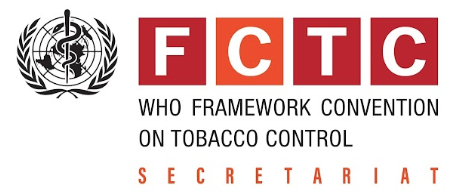 FCTC
WHO FRAMEWORK CONVENTION
ON TOBACCO CONTROL
SECRETARIAT